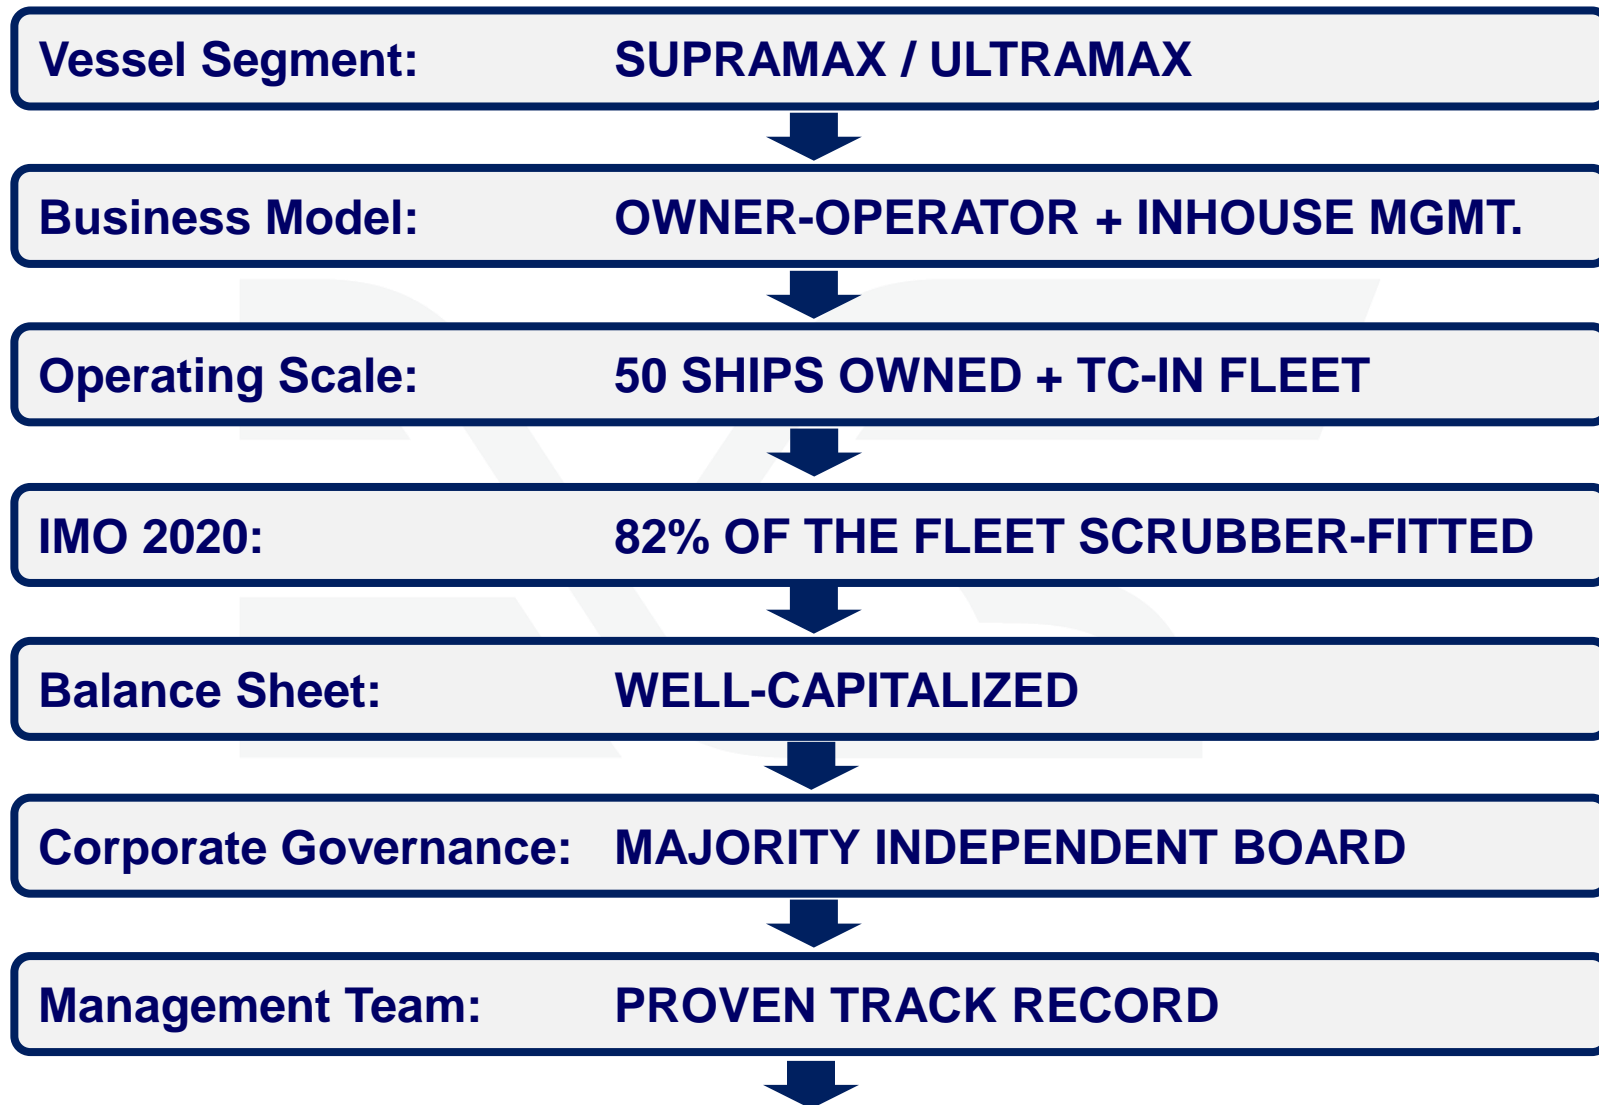 Vessel Segment: SUPRAMAX / ULTRAMAX
Business Model: OWNER-OPERATOR + INHOUSE MGMT.
Operating Scale: 50 SHIPS OWNED + TC-IN FLEET
IMO 2020: 82% OF THE FLEET SCRUBBER-FITTED
Balance Sheet: WELL-CAPITALIZED
Corporate Governance: MAJORITY INDEPENDENT BOARD
Management Team: PROVEN TRACK RECORD